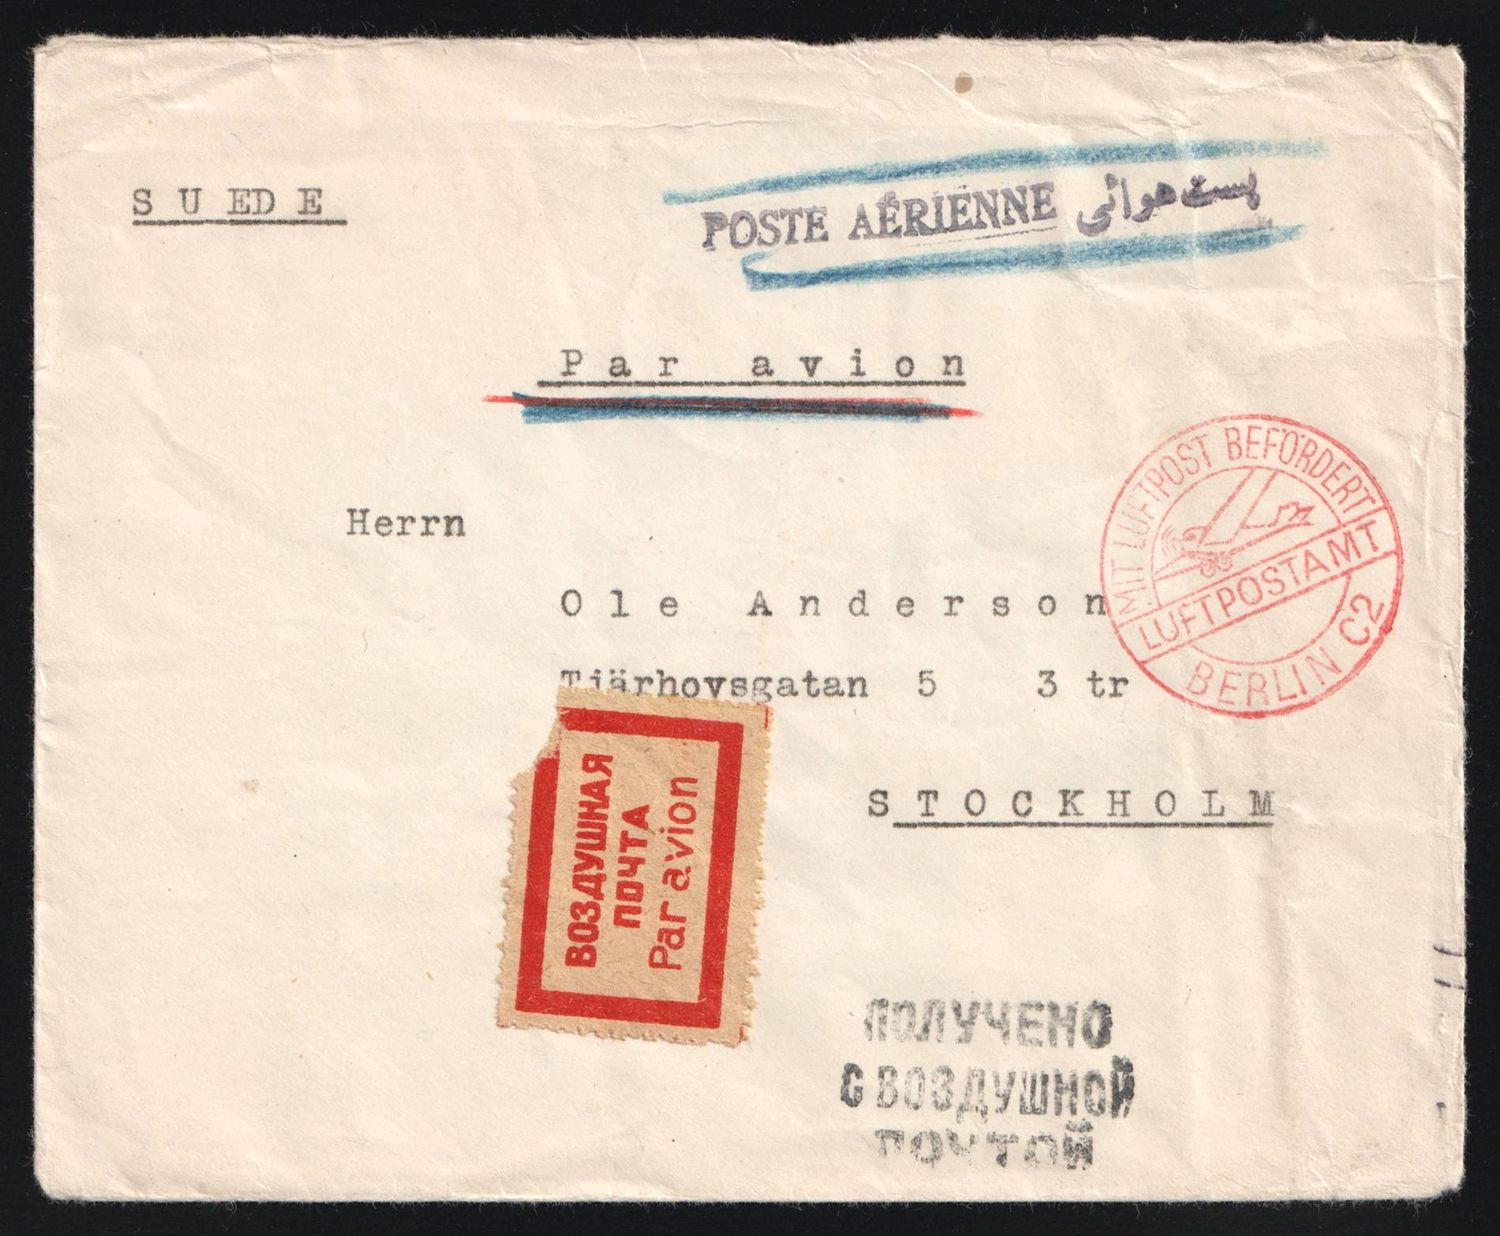 S U EDE
POSTE AÉRIENNE پست هوائی
Par avion
Herrn
Ole Anderson
Tjärhovsgatan 5 3 tr
STOCKHOLM
MIT LUFTPOST BEFÖRDERT
LUFTPOSTAMT
BERLIN C2
ВОЗДУШНАЯ
ПОЧТА
Par avion
ПОЛУЧЕНО
С ВОЗДУШНОЙ
ПОЧТОЙ